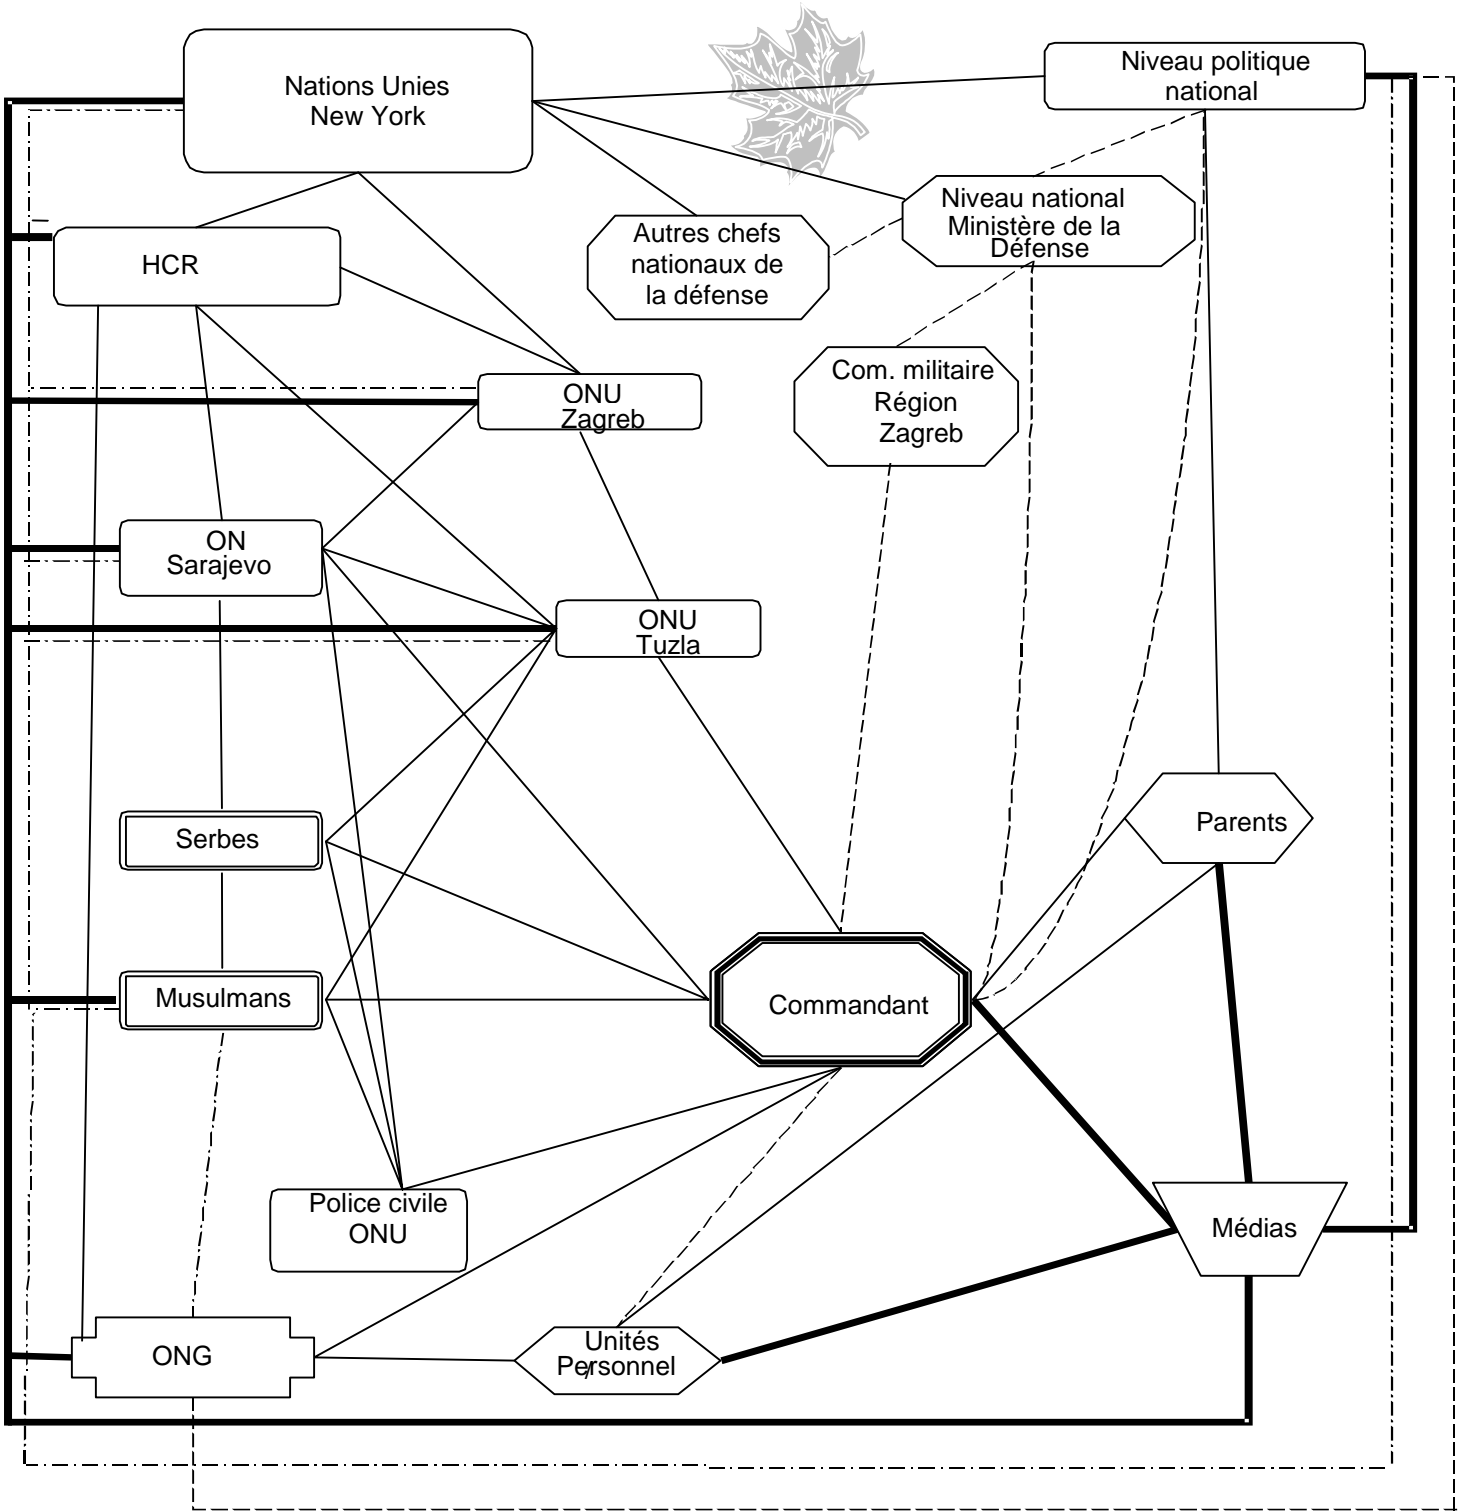 Nations Unies
New York
Niveau politique
national
Niveau national
Ministère de la
Défense
Autres chefs
nationaux de
la défense
HCR
Com. militaire
Région
Zagreb
ONU
Zagreb
ON
Sarajevo
ONU
Tuzla
Serbes
Parents
Musulmans
Commandant
Police civile
ONU
Médias
ONG
Unités
Personnel
/